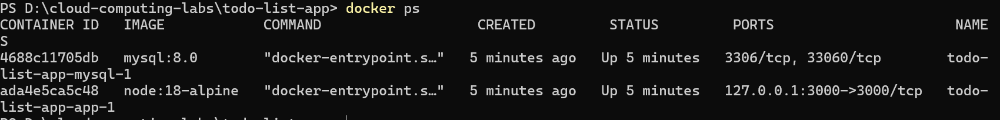 PS D:\cloud-computing-labs\todo-list-app> docker ps
CONTAINER ID   IMAGE            COMMAND                   CREATED         STATUS         PORTS                      NAME
S
4688c11705db   mysql:8.0        "docker-entrypoint.s…"   5 minutes ago   Up 5 minutes   3306/tcp, 33060/tcp        todo-
list-app-mysql-1
ada4e5ca5c48   node:18-alpine   "docker-entrypoint.s…"   5 minutes ago   Up 5 minutes   127.0.0.1:3000->3000/tcp   todo-
list-app-app-1